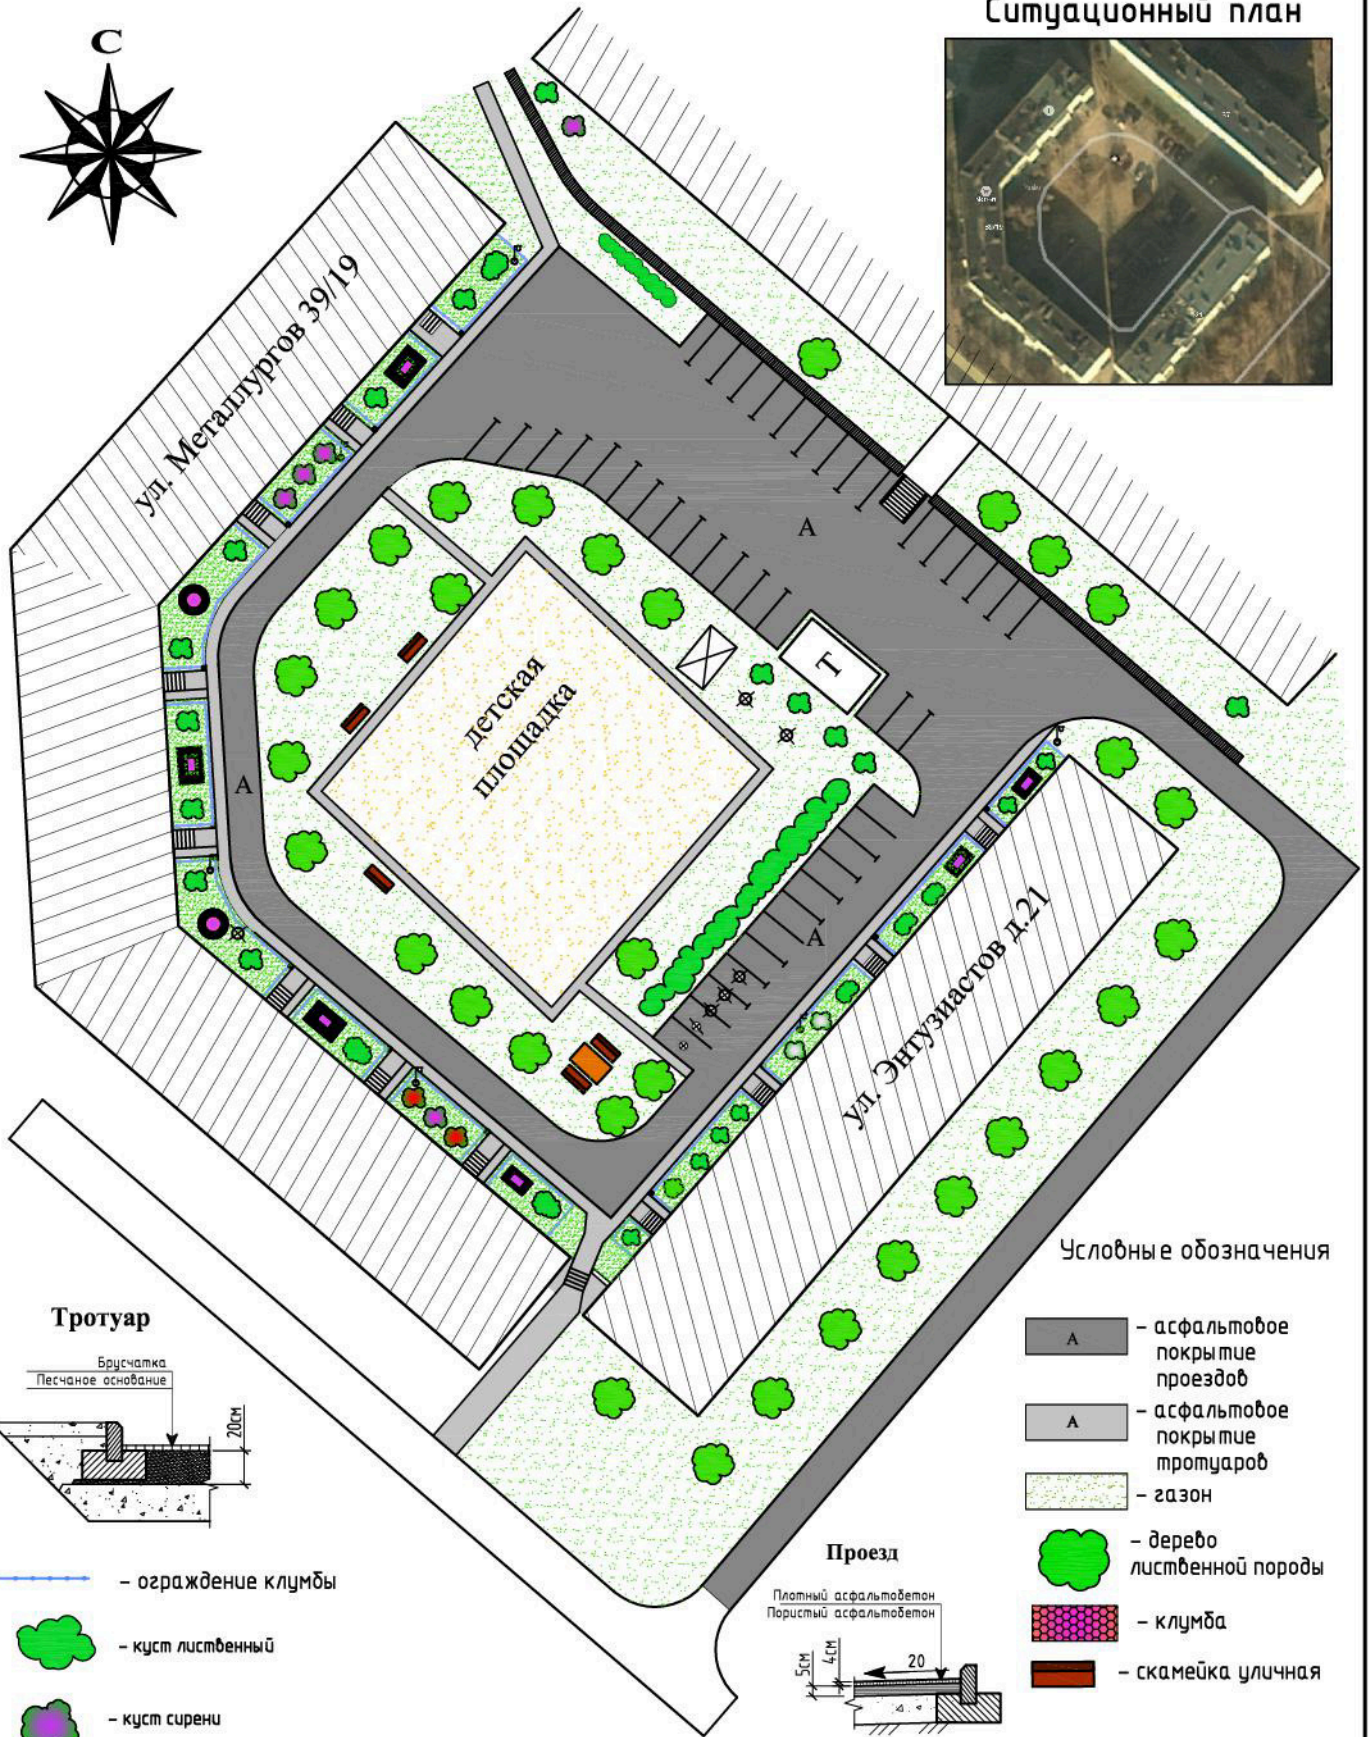 Ситуационный план
С
ул. Металлургов 39/19
А
детская
площадка
Т
А
А
ул. Энтузиастов д.21
Условные обозначения
А
- асфальтовое
покрытие
проездов
А
- асфальтовое
покрытие
тротуаров
- газон
- дерево
лиственной породы
- клумба
- скамейка уличная
Тротуар
Брусчатка
Песчаное основание
20см
- ограждение клумбы
- куст лиственный
- куст сирени
Проезд
Плотный асфальтобетон
Пористый асфальтобетон
5см
4см
20